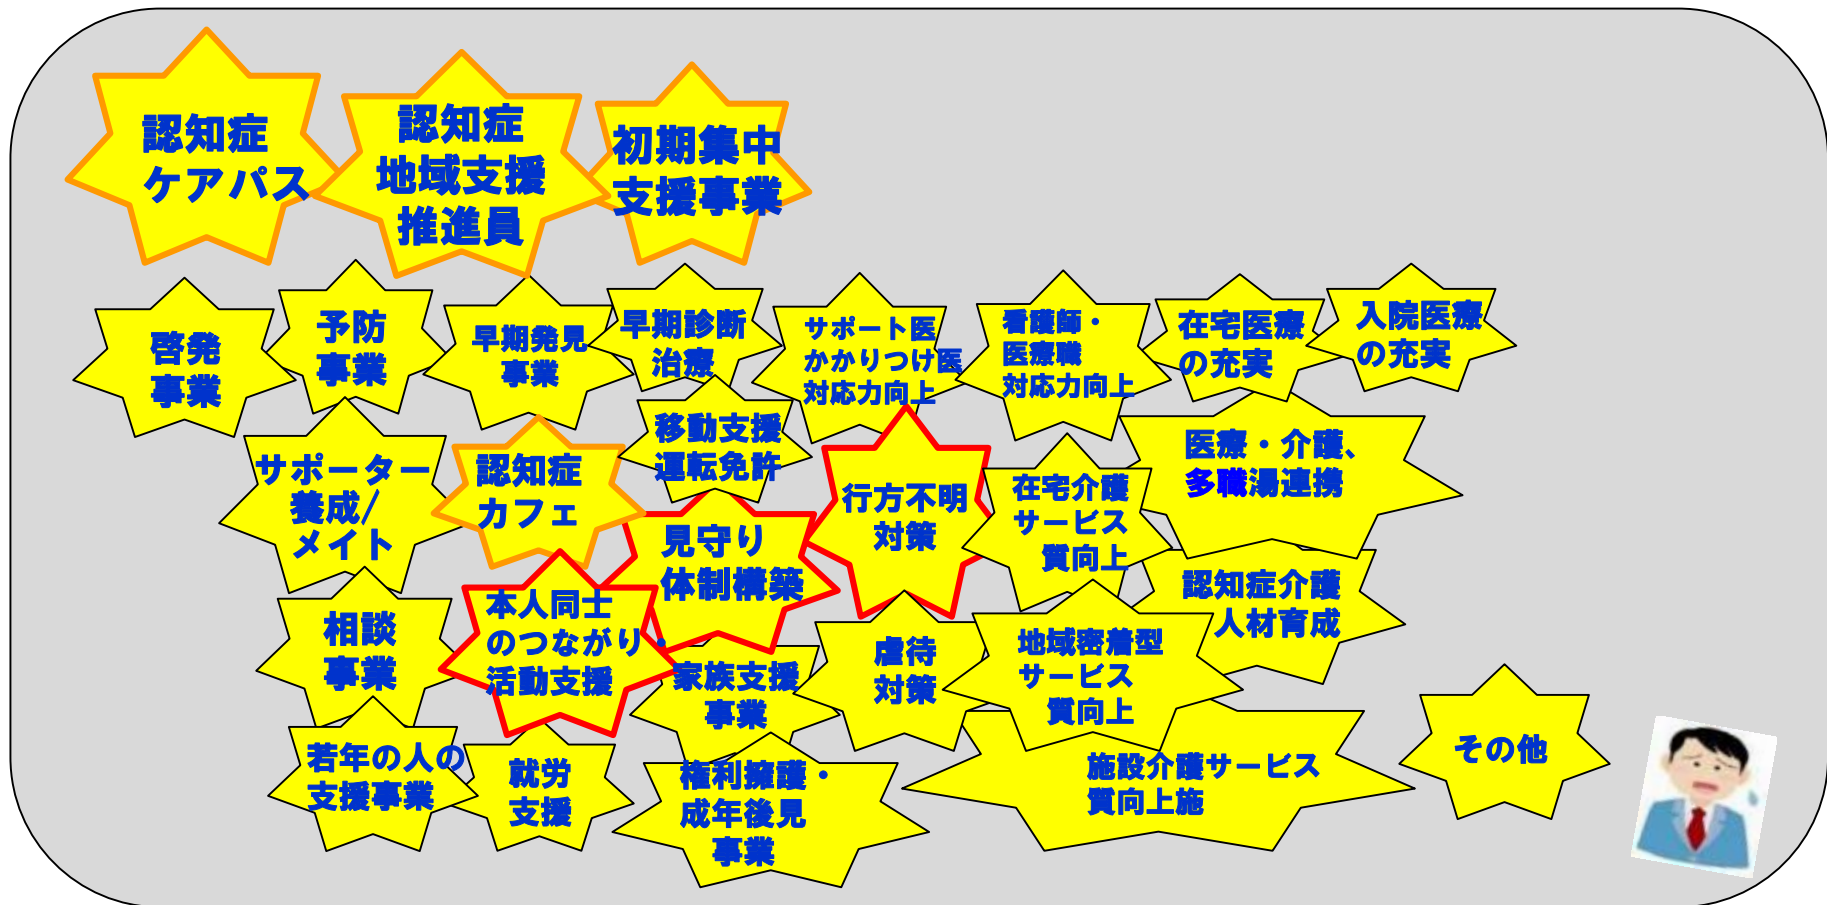 認知症
ケアパス
認知症
地域支援
推進員
初期集中
支援事業
啓発
事業
予防
事業
早期発見
事業
早期診断
治療
サポート医
かかりつけ医
対応力向上
看護師・
医療職
対応力向上
在宅医療
の充実
入院医療
の充実
サポーター
養成/
メイト
認知症
カフェ
移動支援
運転免許
見守り
体制構築
行方不明
対策
在宅介護
サービス
質向上
医療・介護、
多職湯連携
認知症介護
人材育成
相談
事業
本人同士
のつながり、
活動支援
家族支援
事業
虐待
対策
地域密着型
サービス
質向上
若年の人の
支援事業
就労
支援
権利擁護・
成年後見
事業
施設介護サービス
質向上施
その他